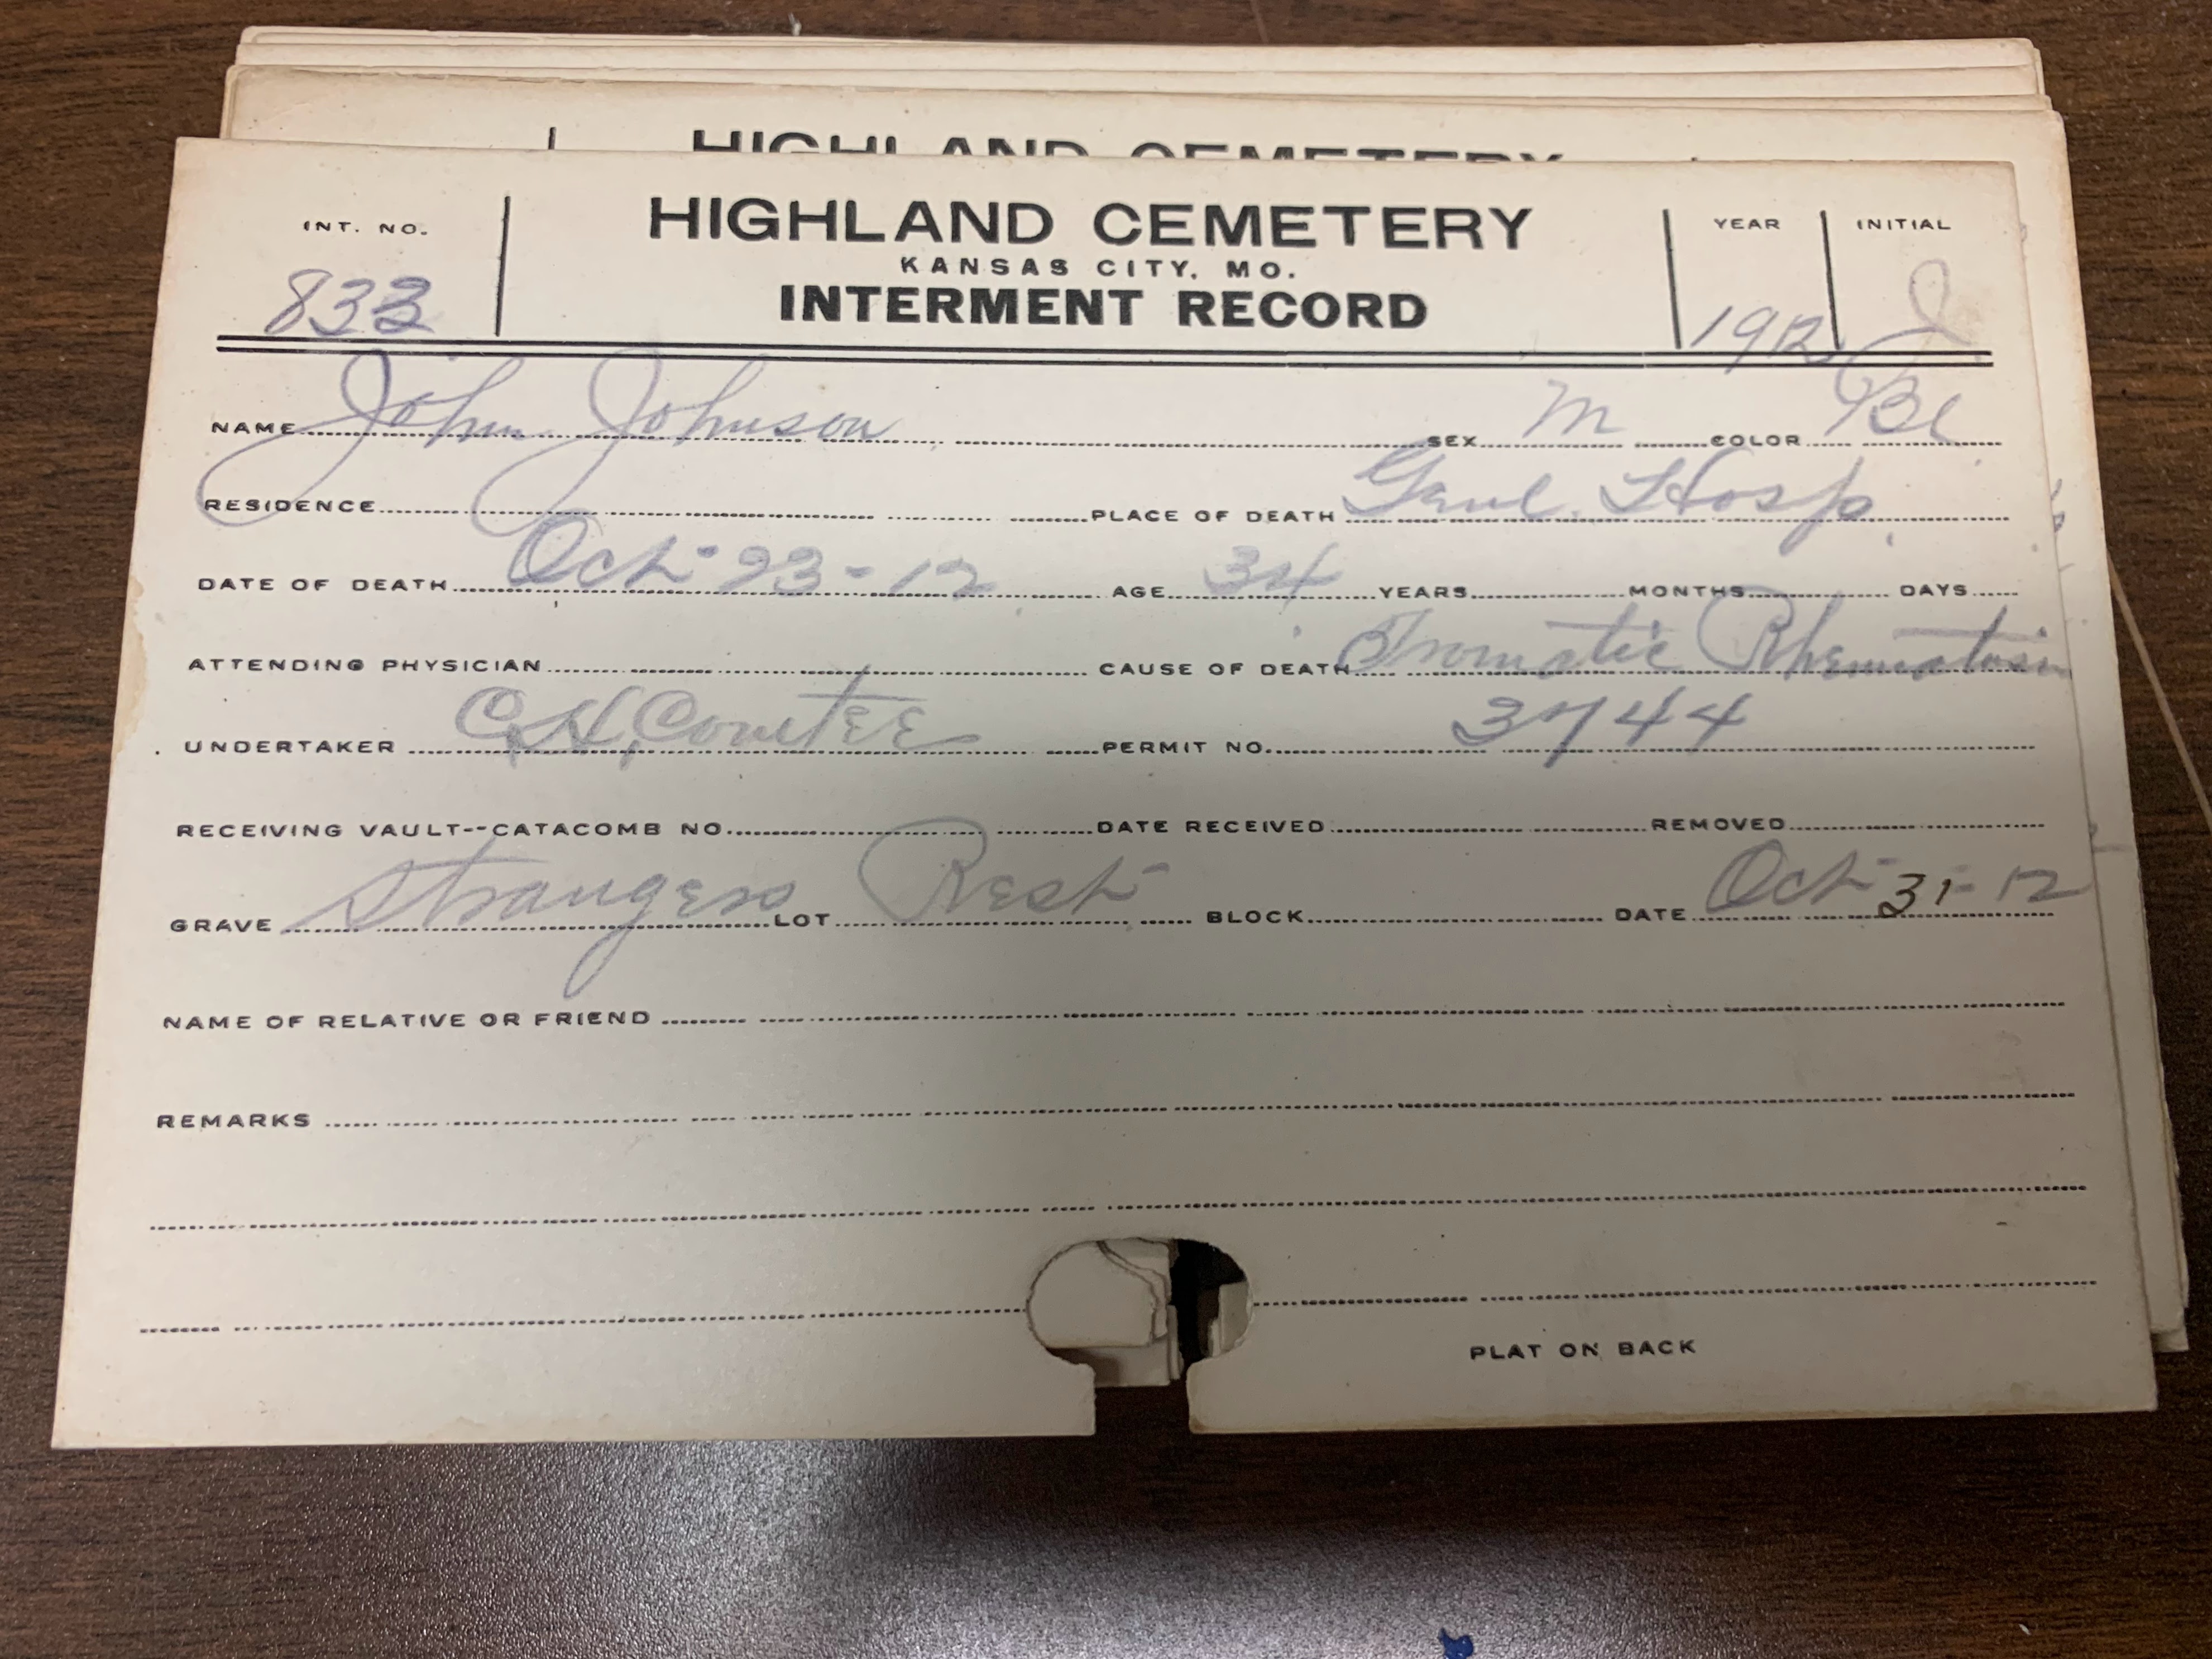 HIGHLAND CEMETERY
INT. NO. HIGHLAND CEMETERY YEAR INITIAL
KANSAS CITY, MO.
833 INTERMENT RECORD 1912 J
NAME John Johnson SEX M COLOR Bl
RESIDENCE PLACE OF DEATH Genl. Hosp
DATE OF DEATH Oct-23-12 AGE 34 YEARS MONTHS DAYS
ATTENDING PHYSICIAN CAUSE OF DEATH Tromatic Rhematism
UNDERTAKER C.H. Countee PERMIT NO. 3744
RECEIVING VAULT--CATACOMB NO. DATE RECEIVED REMOVED
GRAVE Strangers LOT Rest BLOCK DATE Oct-31-12
NAME OF RELATIVE OR FRIEND
REMARKS
PLAT ON BACK